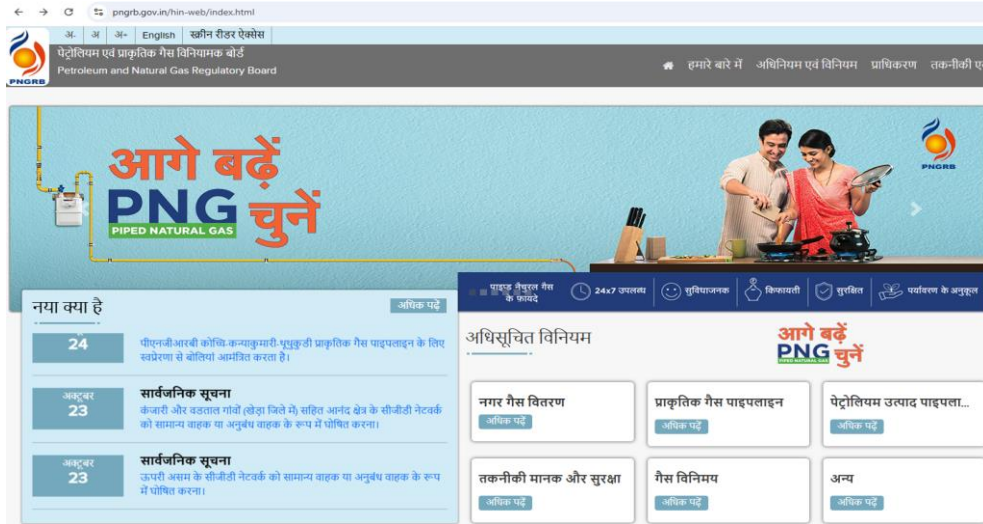 pngrb.gov.in/hin-web/index.html
अ- अ अ+ English स्क्रीन रीडर ऐक्सेस
पेट्रोलियम एवं प्राकृतिक गैस विनियामक बोर्ड
Petroleum and Natural Gas Regulatory Board
PNGRB
हमारे बारे में अधिनियम एवं विनियम प्राधिकरण तकनीकी ए
आगे बढ़ें
PNG चुनें
PIPED NATURAL GAS
PNGRB
पाइप्ड नैचुरल गैस
के फ़ायदे
24x7 उपलब्ध
सुविधाजनक
किफायती
सुरक्षित
पर्यावरण के अनुकूल
नया क्या है
अधिक पढ़ें
24
पीएनजीआरबी कोच्चि-कन्याकुमारी-थूथुकुडी प्राकृतिक गैस पाइपलाइन के लिए
स्वप्रेरणा से बोलियां आमंत्रित करता है।
अक्टूबर
23
सार्वजनिक सूचना
कंजारी और वडताल गांवों (खेड़ा जिले में) सहित आनंद क्षेत्र के सीजीडी नेटवर्क
को सामान्य वाहक या अनुबंध वाहक के रूप में घोषित करना।
अक्टूबर
23
सार्वजनिक सूचना
ऊपरी असम के सीजीडी नेटवर्क को सामान्य वाहक या अनुबंध वाहक के रूप
में घोषित करना।
अधिसूचित विनियम
आगे बढ़ें
PNG चुनें
PIPED NATURAL GAS
नगर गैस वितरण
अधिक पढ़ें
प्राकृतिक गैस पाइपलाइन
अधिक पढ़ें
पेट्रोलियम उत्पाद पाइपला...
अधिक पढ़ें
तकनीकी मानक और सुरक्षा
अधिक पढ़ें
गैस विनिमय
अधिक पढ़ें
अन्य
अधिक पढ़ें